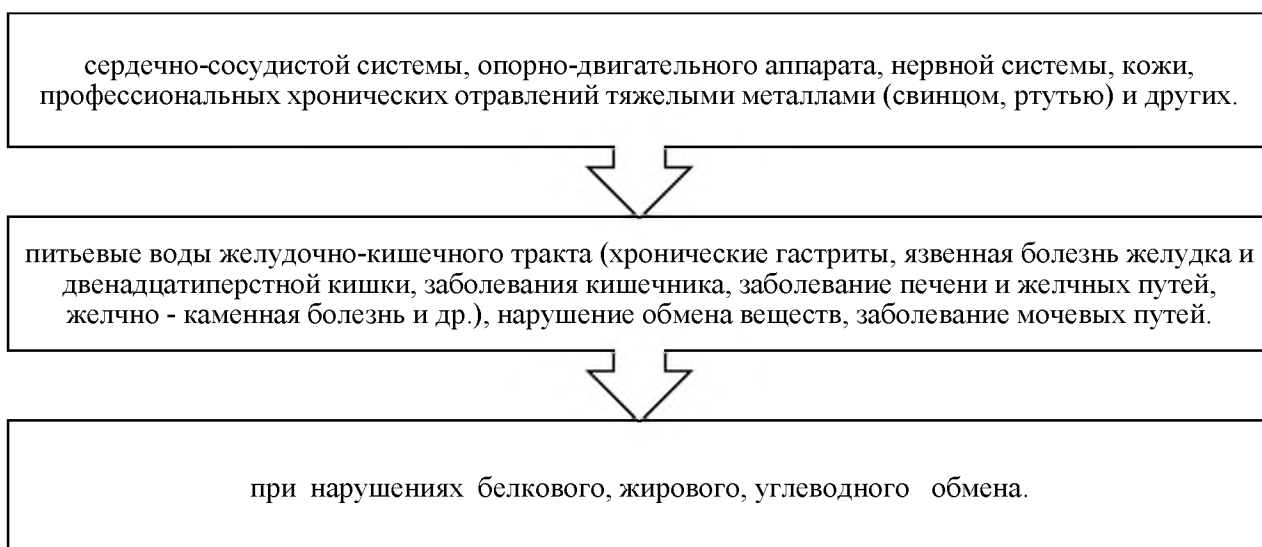 сердечно-сосудистой системы, опорно-двигательного аппарата, нервной системы, кожи,
профессиональных хронических отравлений тяжелыми металлами (свинцом, ртутью) и других.
питьевые воды желудочно-кишечного тракта (хронические гастриты, язвенная болезнь желудка и
двенадцатиперстной кишки, заболевания кишечника, заболевание печени и желчных путей,
желчно - каменная болезнь и др.), нарушение обмена веществ, заболевание мочевых путей.
при нарушениях белкового, жирового, углеводного обмена.